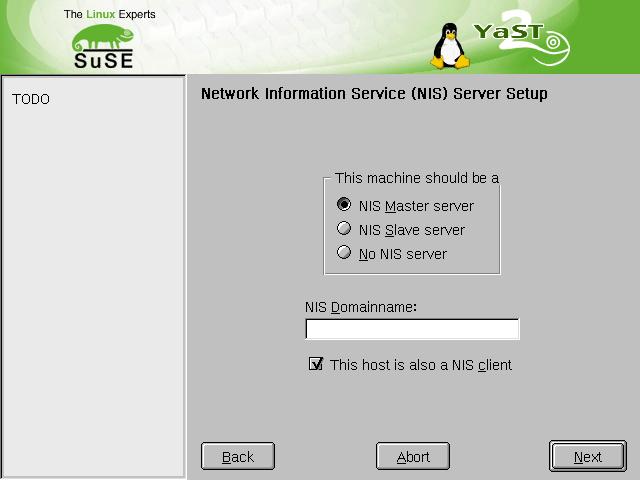 The Linux Experts
SuSE
YaST
2
TODO
Network Information Service (NIS) Server Setup
This machine should be a
NIS Master server
NIS Slave server
No NIS server
NIS Domainname:
This host is also a NIS client
Back
Abort
Next